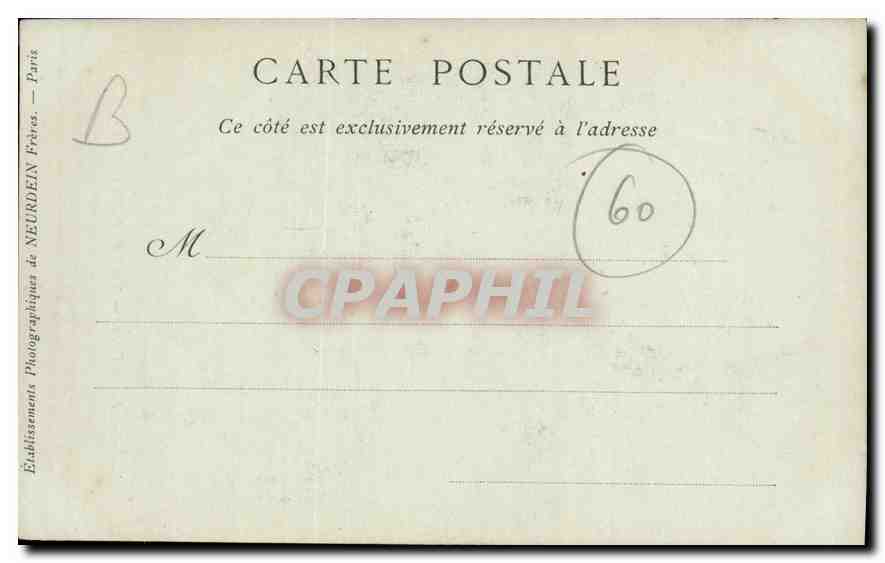 CARTE POSTALE
Ce côté est exclusivement réservé à l'adresse
B
60
M
CPAPHIL
Établissements Photographiques de NEURDEIN Frères. — Paris